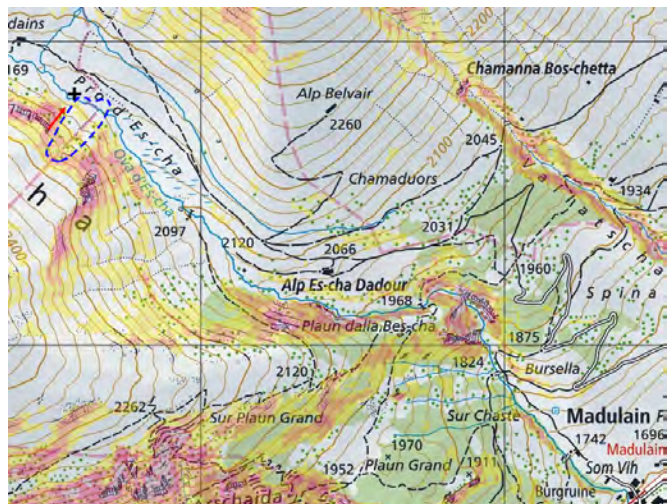 dains
2200
169
Chamanna Bos-chetta
Pro d'Es-cha
Alp Belvair
2260
2100
2045
Ova d'Es-cha
Chamaduors
Valhatscha
1934
h
a
2097
2120
2066
2031
2400
Alp Es-cha Dadour
1968
1960
Spina
Plaun dalla Bes-cha
1875
2120
1824
Bursella
2262
Sur Plaun Grand
Sur Chaste
Madulain
1970
1742
1696
Madulain
1952
Plaun Grand
1911
Som Vih
Burgruine